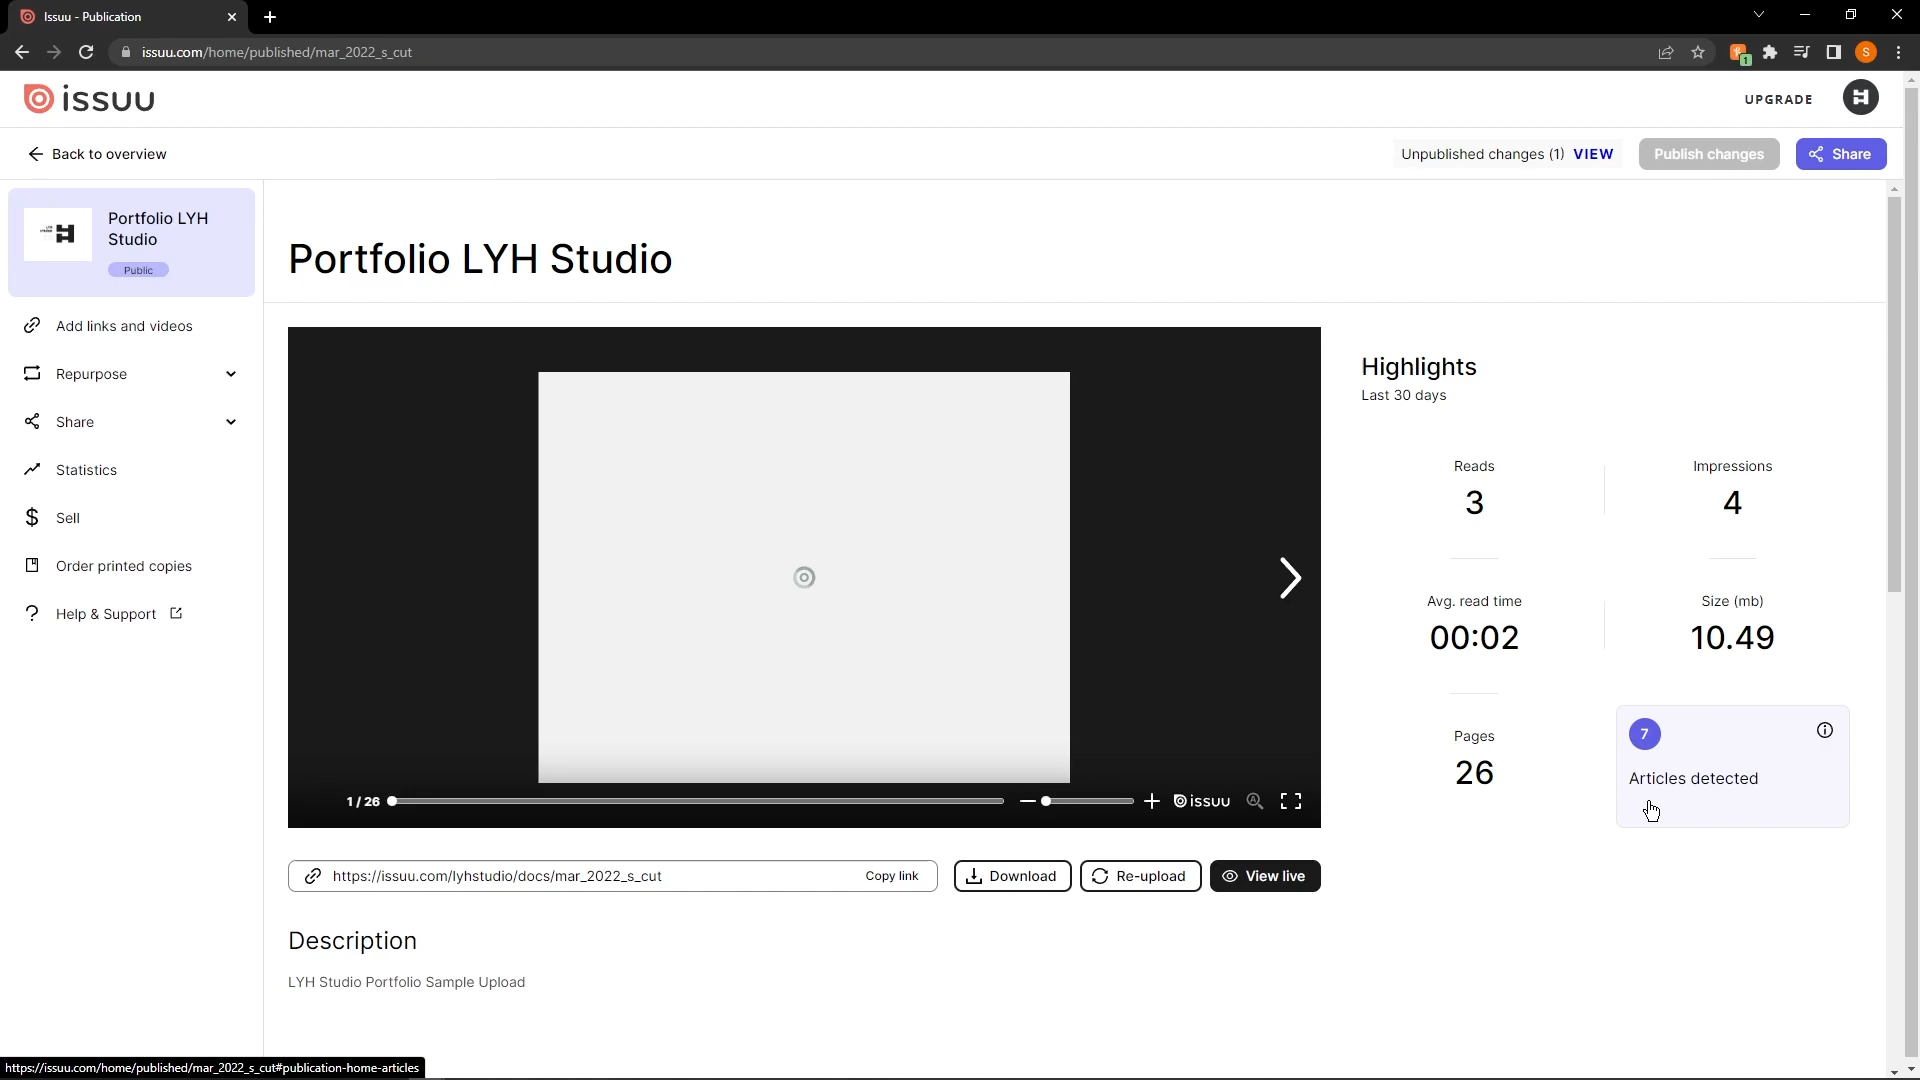 Issuu - Publication
issuu.com/home/published/mar_2022_s_cut
1
S
issuu
UPGRADE
Back to overview
Unpublished changes (1) VIEW
Publish changes
Share
Portfolio LYH
Studio
Public
Add links and videos
Repurpose
Share
Statistics
Sell
Order printed copies
Help & Support
Portfolio LYH Studio
1 / 26
issuu
https://issuu.com/lyhstudio/docs/mar_2022_s_cut
Copy link
Download
Re-upload
View live
Description
LYH Studio Portfolio Sample Upload
Highlights
Last 30 days
Reads
3
Impressions
4
Avg. read time
00:02
Size (mb)
10.49
Pages
26
7
Articles detected
https://issuu.com/home/published/mar_2022_s_cut#publication-home-articles